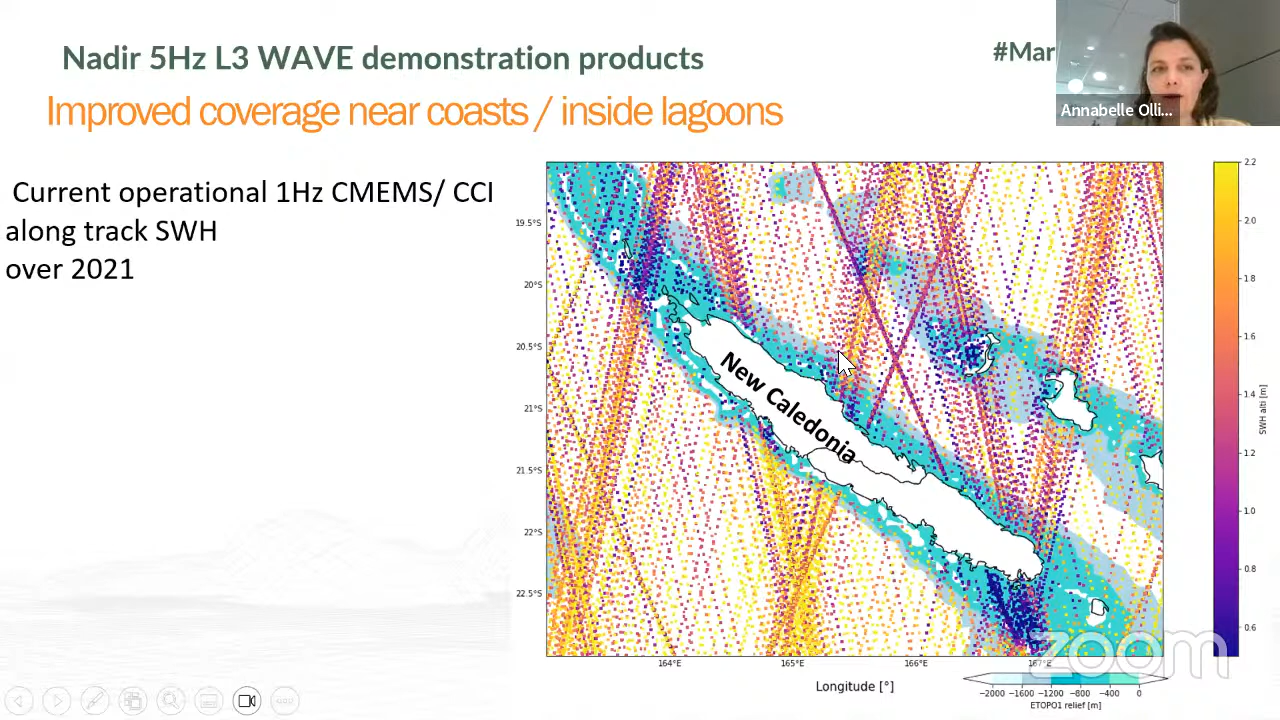 Nadir 5Hz L3 WAVE demonstration products
#Mar
Improved coverage near coasts / inside lagoons
Annabelle Olli...
Current operational 1Hz CMEMS/ CCI
along track SWH
over 2021
19.5°S
20°S
20.5°S
21°S
21.5°S
22°S
22.5°S
New Caledonia
164°E
165°E
166°E
167°E
Longitude [°]
2.2
2.0
1.8
1.6
1.4
1.2
1.0
0.8
0.6
SWH alti [m]
zoom
−2000 −1600 −1200 −800 −400 0
ETOPO1 relief [m]